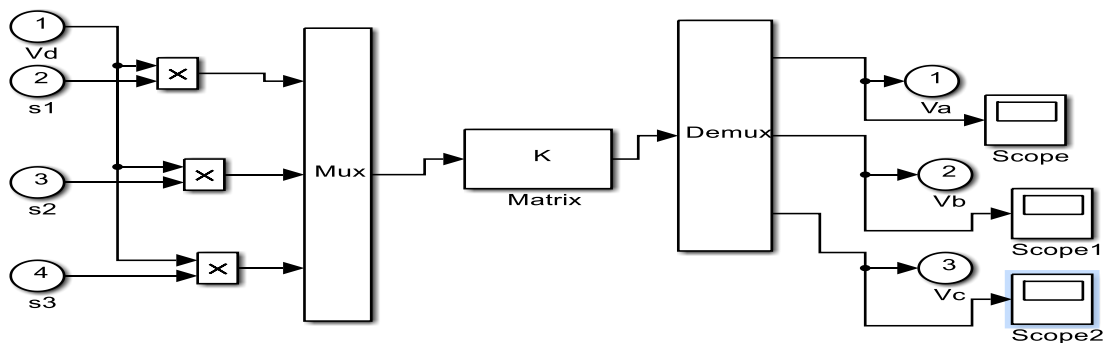 1
Vd
2
s1
3
s2
4
s3
×
×
×
Mux
K
Matrix
Demux
1
Va
Scope
2
Vb
Scope1
3
Vc
Scope2